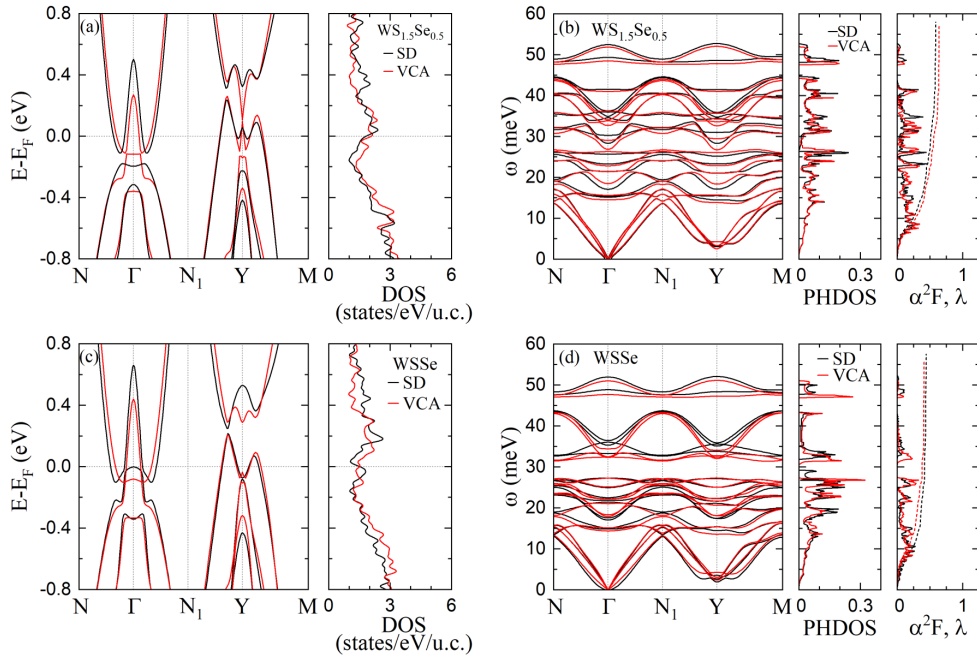 (a)
WS1.5Se0.5
SD
VCA
E-EF (eV)
0.8
0.4
0.0
-0.4
-0.8
N Γ N1 Y M
0 3 6
DOS
(states/eV/u.c.)
(b) WS1.5Se0.5
SD
VCA
ω (meV)
60
50
40
30
20
10
0
N Γ N1 Y M
0 0.3
PHDOS
0 1
α²F, λ
(c)
WSSe
SD
VCA
E-EF (eV)
0.8
0.4
0.0
-0.4
-0.8
N Γ N1 Y M
0 3 6
DOS
(states/eV/u.c.)
(d) WSSe
SD
VCA
ω (meV)
60
50
40
30
20
10
0
N Γ N1 Y M
0 0.3
PHDOS
0 1
α²F, λ